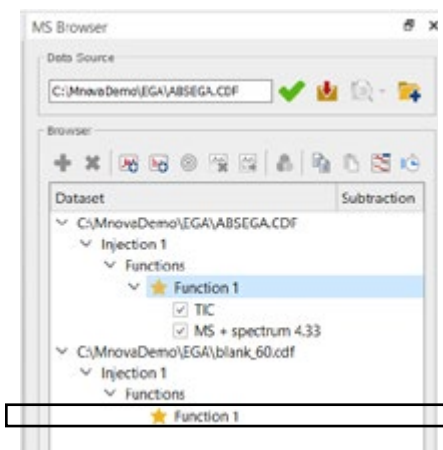 MS Browser
Data Source
C:\MnovaDemo\EGA\ABSEGA.CDF
Browser
Dataset Subtraction
C:\MnovaDemo\EGA\ABSEGA.CDF
Injection 1
Functions
Function 1
TIC
MS + spectrum 4.33
C:\MnovaDemo\EGA\blank_60.cdf
Injection 1
Functions
Function 1